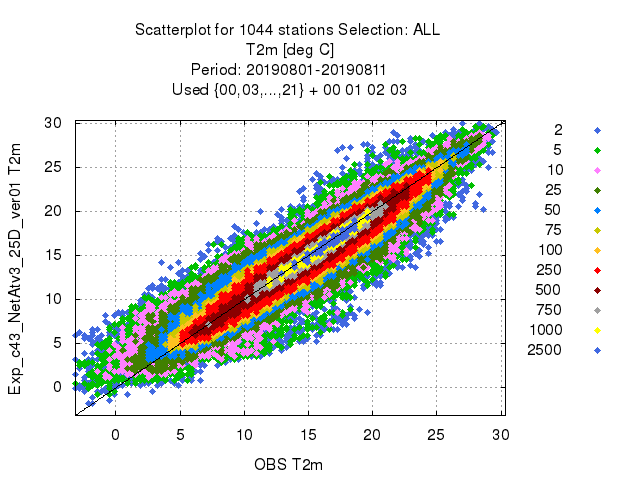 Scatterplot for 1044 stations Selection: ALL
T2m [deg C]
Period: 20190801-20190811
Used {00,03,...,21} + 00 01 02 03
Exp_c43_NetAtv3_25D_ver01 T2m
30
25
20
15
10
5
0
0 5 10 15 20 25 30
OBS T2m
2
5
10
25
50
75
100
250
500
750
1000
2500